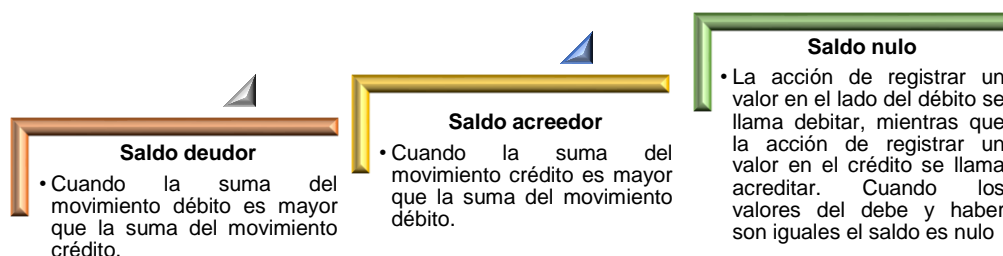 Saldo deudor
• Cuando la suma del
movimiento débito es mayor
que la suma del movimiento
crédito.
Saldo acreedor
• Cuando la suma del
movimiento crédito es mayor
que la suma del movimiento
débito.
Saldo nulo
• La acción de registrar un
valor en el lado del débito se
llama debitar, mientras que
la acción de registrar un
valor en el crédito se llama
acreditar. Cuando los
valores del debe y haber
son iguales el saldo es nulo